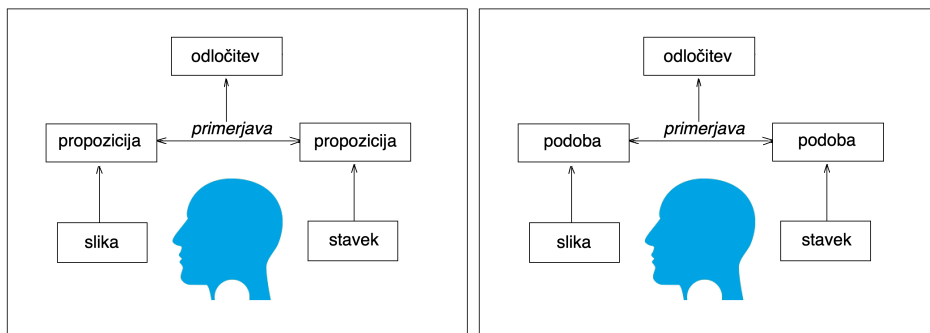 odločitev
primerjava
propozicija
propozicija
slika
stavek
odločitev
primerjava
podoba
podoba
slika
stavek